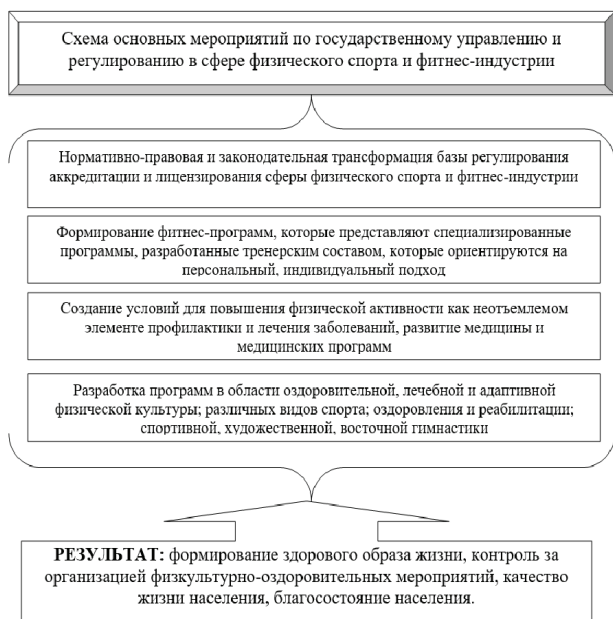 Схема основных мероприятий по государственному управлению и
регулированию в сфере физического спорта и фитнес-индустрии
Нормативно-правовая и законодательная трансформация базы регулирования
аккредитации и лицензирования сферы физического спорта и фитнес-индустрии
Формирование фитнес-программ, которые представляют специализированные
программы, разработанные тренерским составом, которые ориентируются на
персональный, индивидуальный подход
Создание условий для повышения физической активности как неотъемлемом
элементе профилактики и лечения заболеваний, развитие медицины и
медицинских программ
Разработка программ в области оздоровительной, лечебной и адаптивной
физической культуры; различных видов спорта; оздоровления и реабилитации;
спортивной, художественной, восточной гимнастики
РЕЗУЛЬТАТ: формирование здорового образа жизни, контроль за
организацией физкультурно-оздоровительных мероприятий, качество
жизни населения, благосостояние населения.